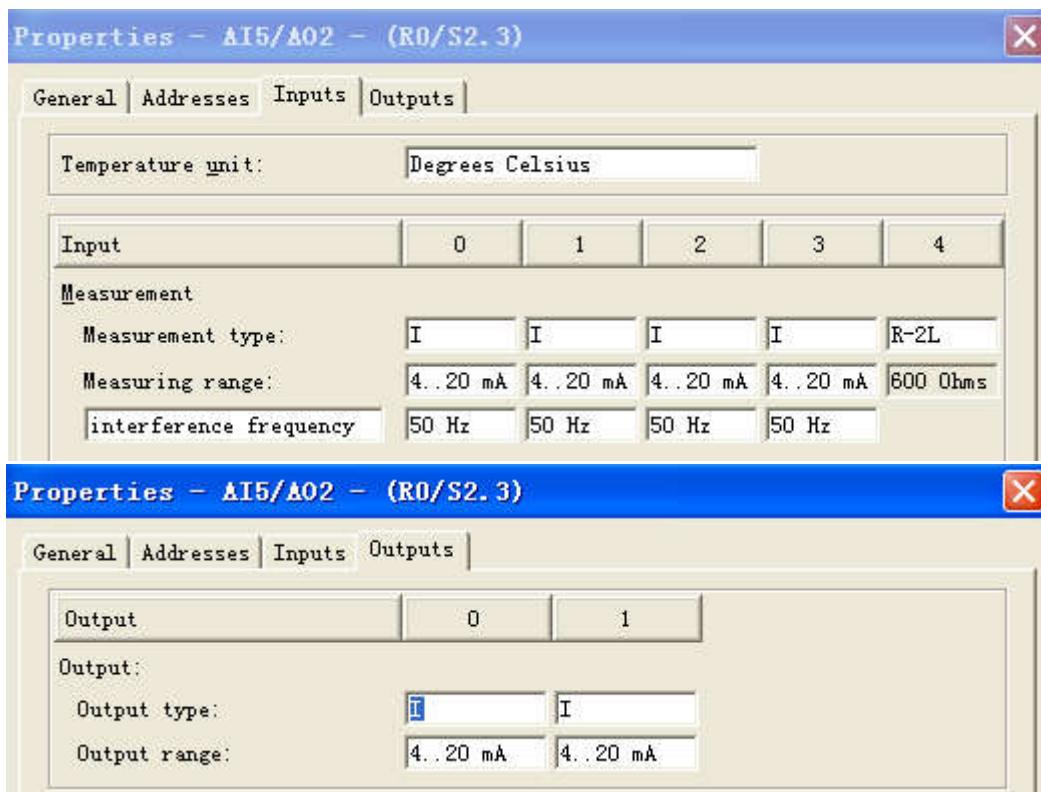 Properties - AI5/AO2 - (R0/S2.3)
General Addresses Inputs Outputs
Temperature unit: Degrees Celsius
Input 0 1 2 3 4
Measurement
Measurement type: I I I I R-2L
Measuring range: 4..20 mA 4..20 mA 4..20 mA 4..20 mA 600 Ohms
interference frequency 50 Hz 50 Hz 50 Hz 50 Hz
Properties - AI5/AO2 - (R0/S2.3)
General Addresses Inputs Outputs
Output 0 1
Output:
Output type: I I
Output range: 4..20 mA 4..20 mA